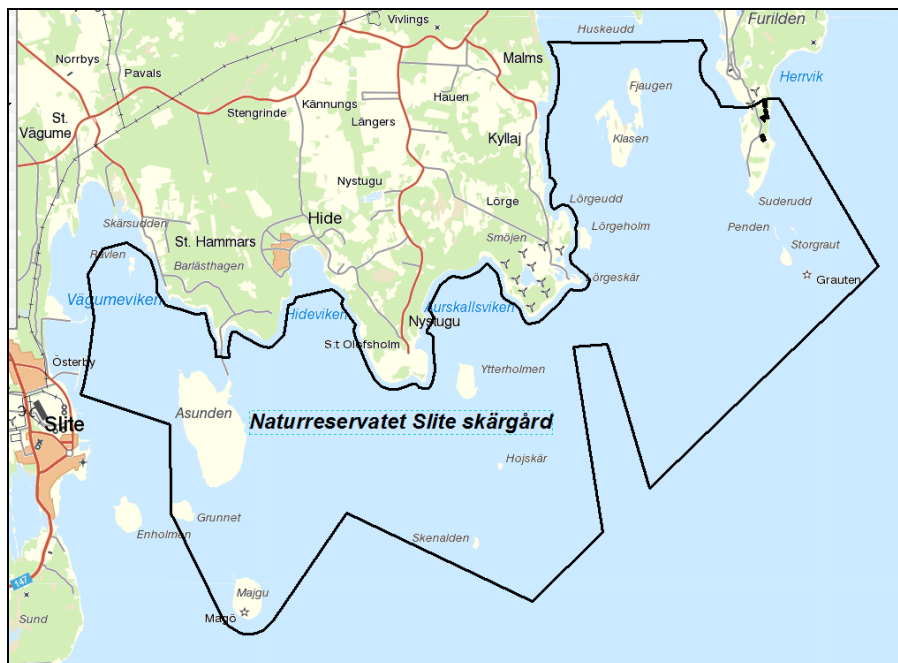 Vivlings
Huskeudd
Furilden
Norrbys
Pavals
Malms
Herrvik
Fjaugen
Hauen
Kännungs
Stengrinde
St.
Vägume
Långers
Kyllaj
Klasen
Nystugu
Lörge
Lörgeudd
Suderudd
Skärsudden
Hide
Lörgeholm
Penden
St. Hammars
Smöjen
Storgraut
Rävlen
Barlästhagen
Lörgeskär
Grauten
Vägumeviken
Hideviken
Aurskallsviken
Nystugu
S:t Olofsholm
Österby
Ytterholmen
Asunden
Naturreservatet Slite skärgård
Slite
Hojskär
Grunnet
Enholmen
Skenalden
147
Majgu
Magö
Sund